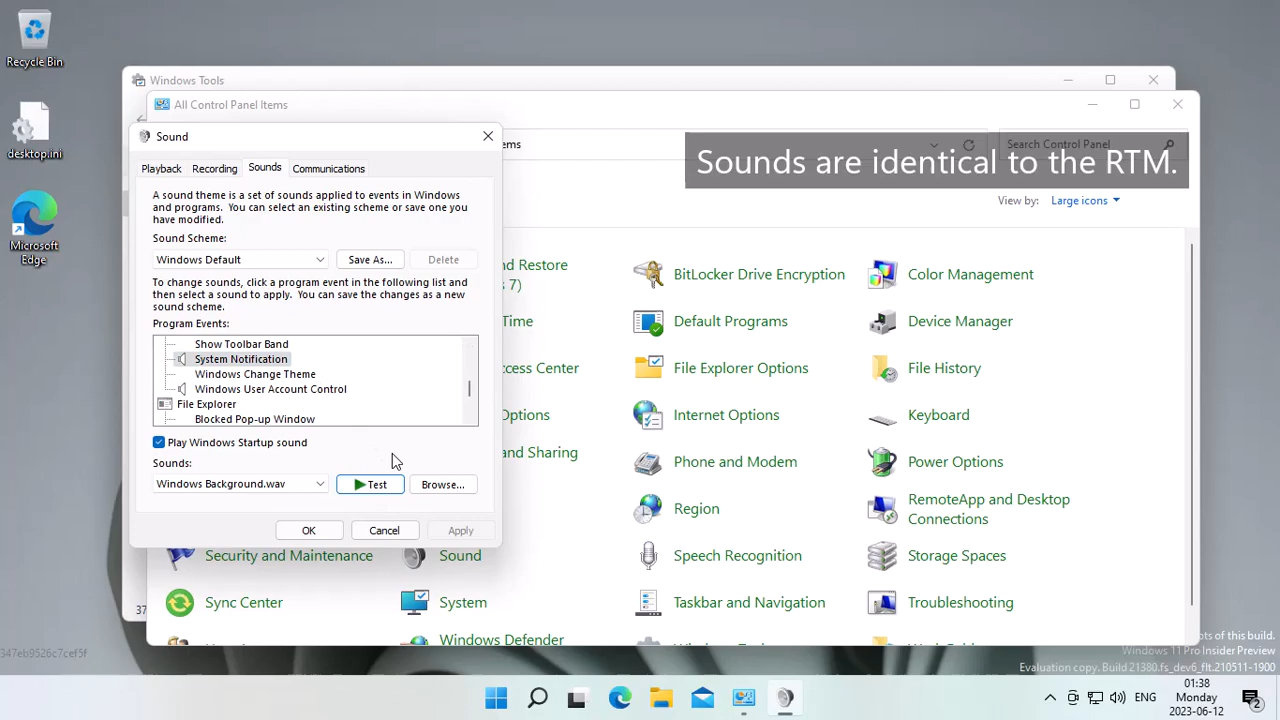 Recycle Bin
desktop.ini
Microsoft
Edge
Windows Tools
All Control Panel Items
Sound
ems
Search Control Panel
Sounds are identical to the RTM.
View by: Large icons
Playback
Recording
Sounds
Communications
A sound theme is a set of sounds applied to events in Windows
and programs. You can select an existing scheme or save one you
have modified.
Sound Scheme:
Windows Default
Save As...
Delete
To change sounds, click a program event in the following list and
then select a sound to apply. You can save the changes as a new
sound scheme.
Program Events:
Show Toolbar Band
System Notification
Windows Change Theme
Windows User Account Control
File Explorer
Blocked Pop-up Window
Play Windows Startup sound
Sounds:
Windows Background.wav
Test
Browse...
OK
Cancel
Apply
nd Restore
s 7)
BitLocker Drive Encryption
Color Management
Time
Default Programs
Device Manager
ccess Center
File Explorer Options
File History
Options
Internet Options
Keyboard
and Sharing
Phone and Modem
Power Options
Region
RemoteApp and Desktop
Connections
Security and Maintenance
Sound
Speech Recognition
Storage Spaces
Sync Center
System
Taskbar and Navigation
Troubleshooting
Windows Defender
37
347eb9526c7cef5f
ots of this build.
Windows 11 Pro Insider Preview
Evaluation copy. Build 21380.fs_dev6_flt.210511-1900
ENG
01:38
Monday
2023-06-12
2